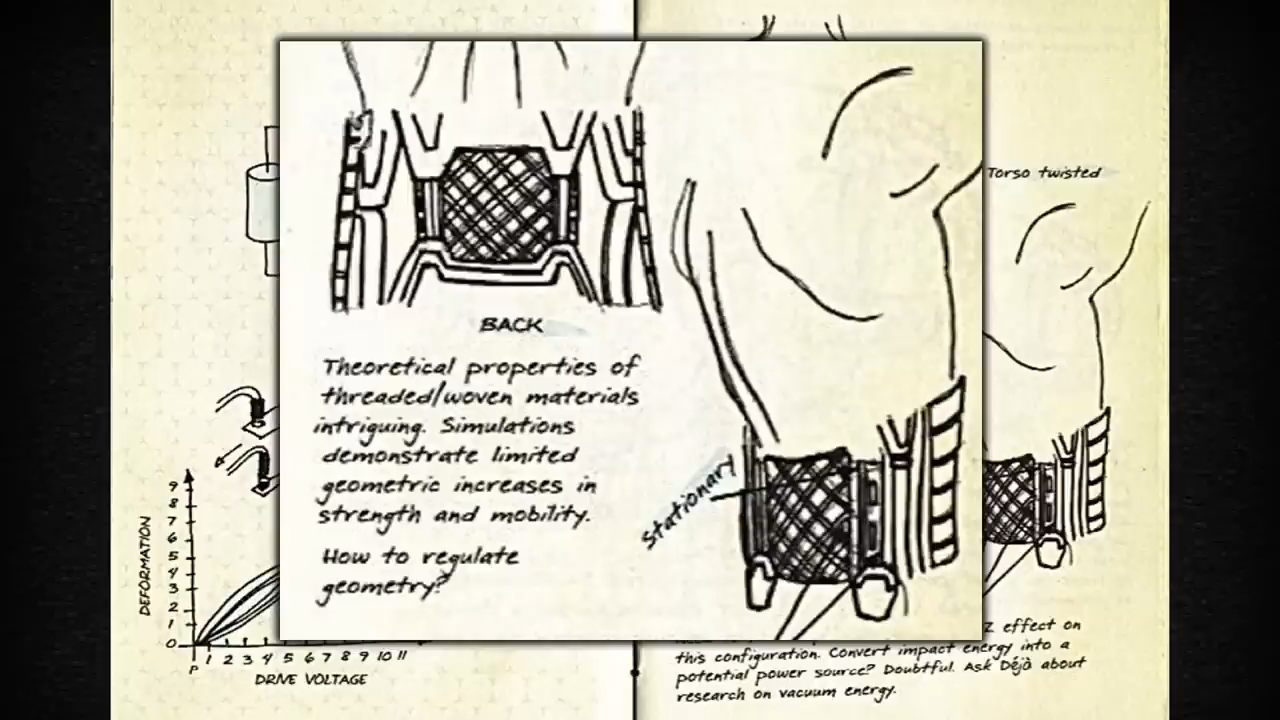 BACK
Theoretical properties of
threaded/woven materials
intriguing. Simulations
demonstrate limited
geometric increases in
strength and mobility.
How to regulate
geometry?
Stationary
Torso twisted
DEFORMATION
9
8
7
6
5
4
3
2
1
0
P 1 2 3 4 5 6 7 8 9 10 11
DRIVE VOLTAGE
Z effect on
this configuration. Convert impact energy into a
potential power source? Doubtful. Ask Déjà about
research on vacuum energy.